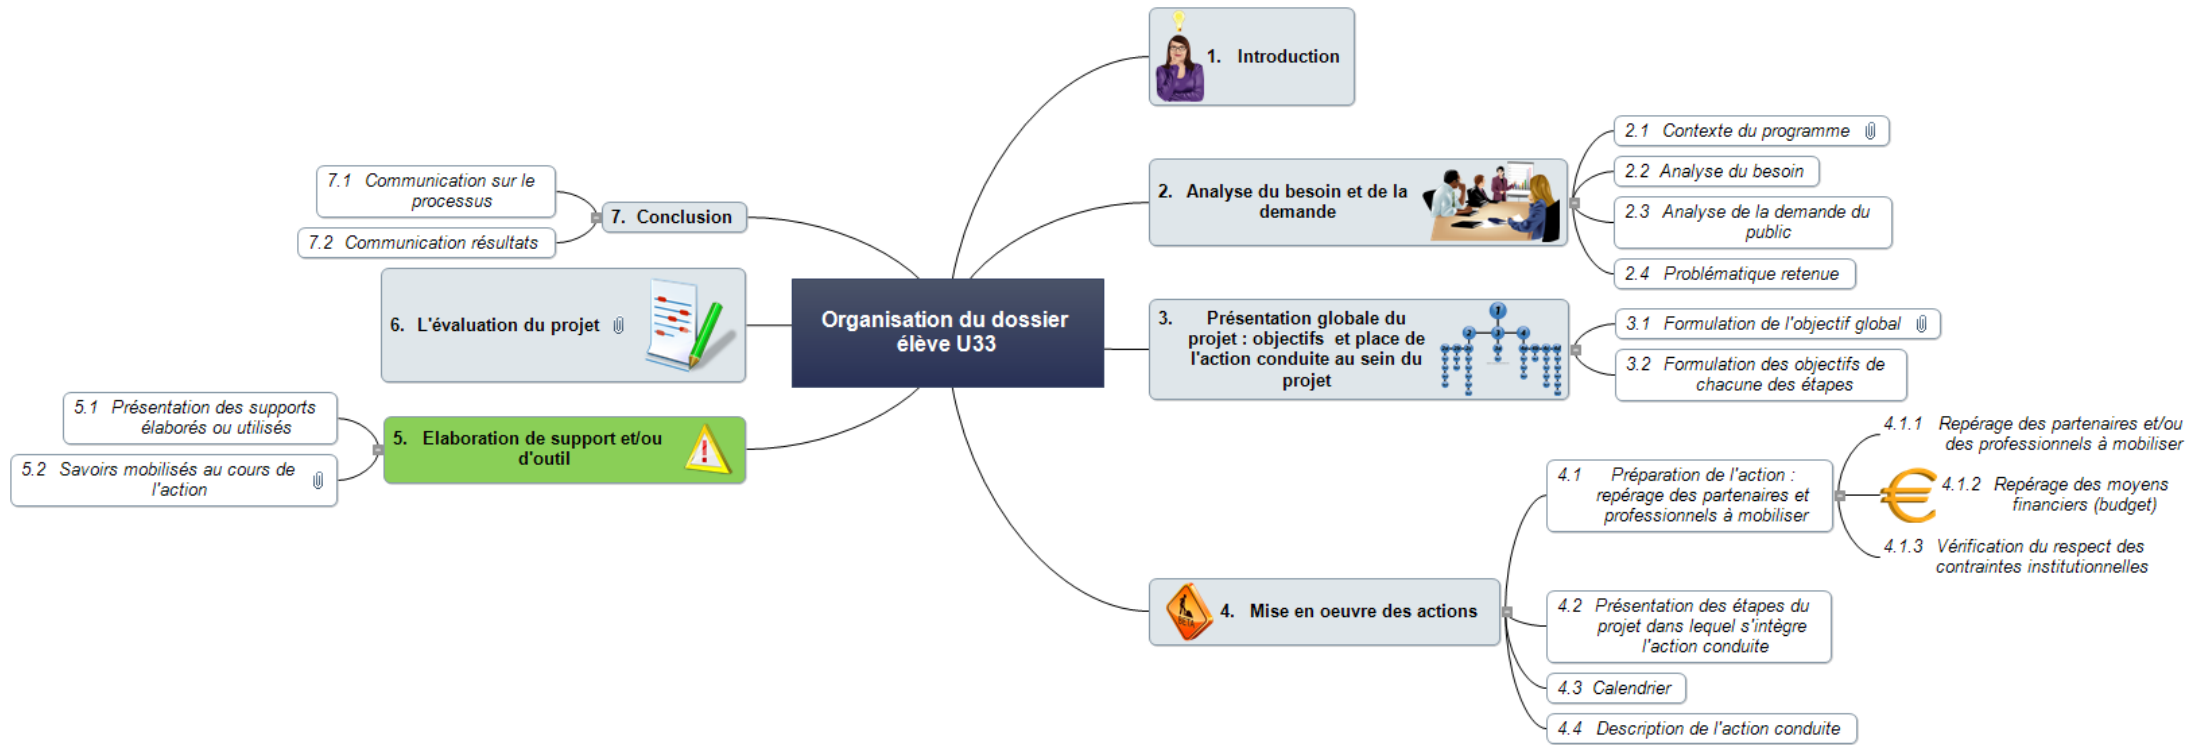 Organisation du dossier
élève U33
1. Introduction
2. Analyse du besoin et de la
demande
2.1 Contexte du programme
2.2 Analyse du besoin
2.3 Analyse de la demande du
public
2.4 Problématique retenue
3. Présentation globale du
projet : objectifs et place de
l'action conduite au sein du
projet
1
2
3
4
3.1 Formulation de l'objectif global
3.2 Formulation des objectifs de
chacune des étapes
4. Mise en oeuvre des actions
BETA
4.1 Préparation de l'action :
repérage des partenaires et
professionnels à mobiliser
4.1.1 Repérage des partenaires et/ou
des professionnels à mobiliser
€ 4.1.2 Repérage des moyens
financiers (budget)
4.1.3 Vérification du respect des
contraintes institutionnelles
4.2 Présentation des étapes du
projet dans lequel s'intègre
l'action conduite
4.3 Calendrier
4.4 Description de l'action conduite
5. Elaboration de support et/ou
d'outil
5.1 Présentation des supports
élaborés ou utilisés
5.2 Savoirs mobilisés au cours de
l'action
6. L'évaluation du projet
7. Conclusion
7.1 Communication sur le
processus
7.2 Communication résultats